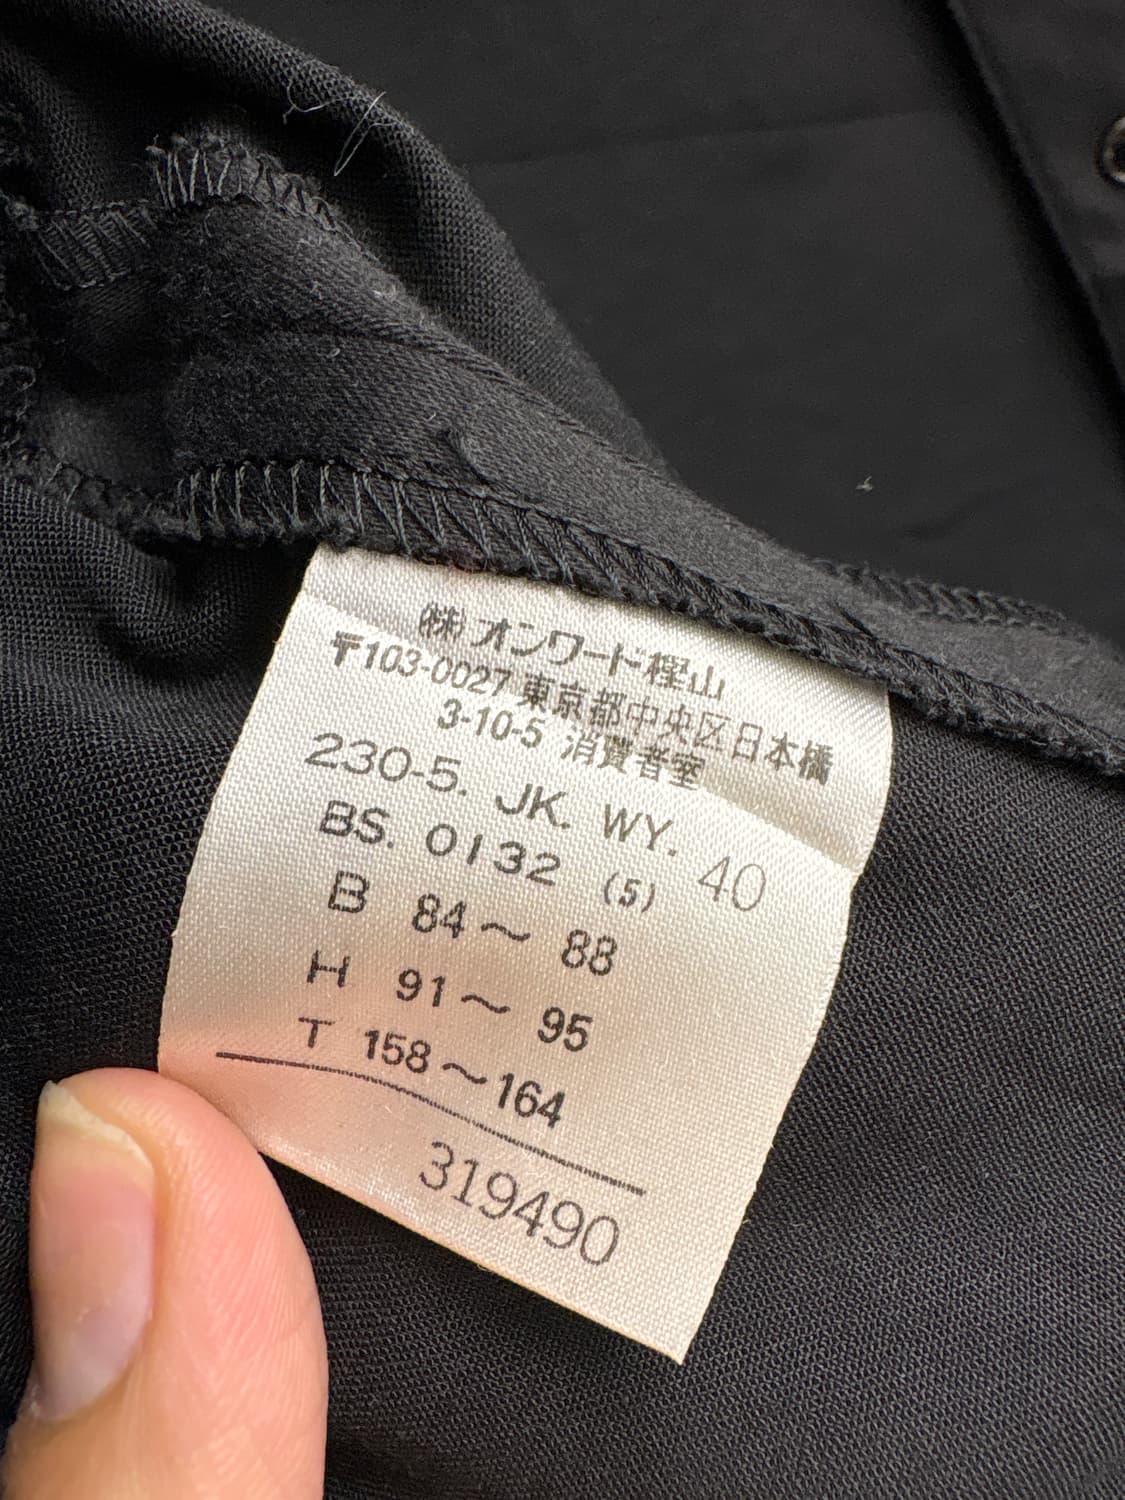 (株)オンワード樫山
〒103-0027 東京都中央区日本橋
3-10-5 消費者室
230-5. JK. WY. 40
BS. 0132 (5)
B 84～88
H 91～95
T 158～164
319490